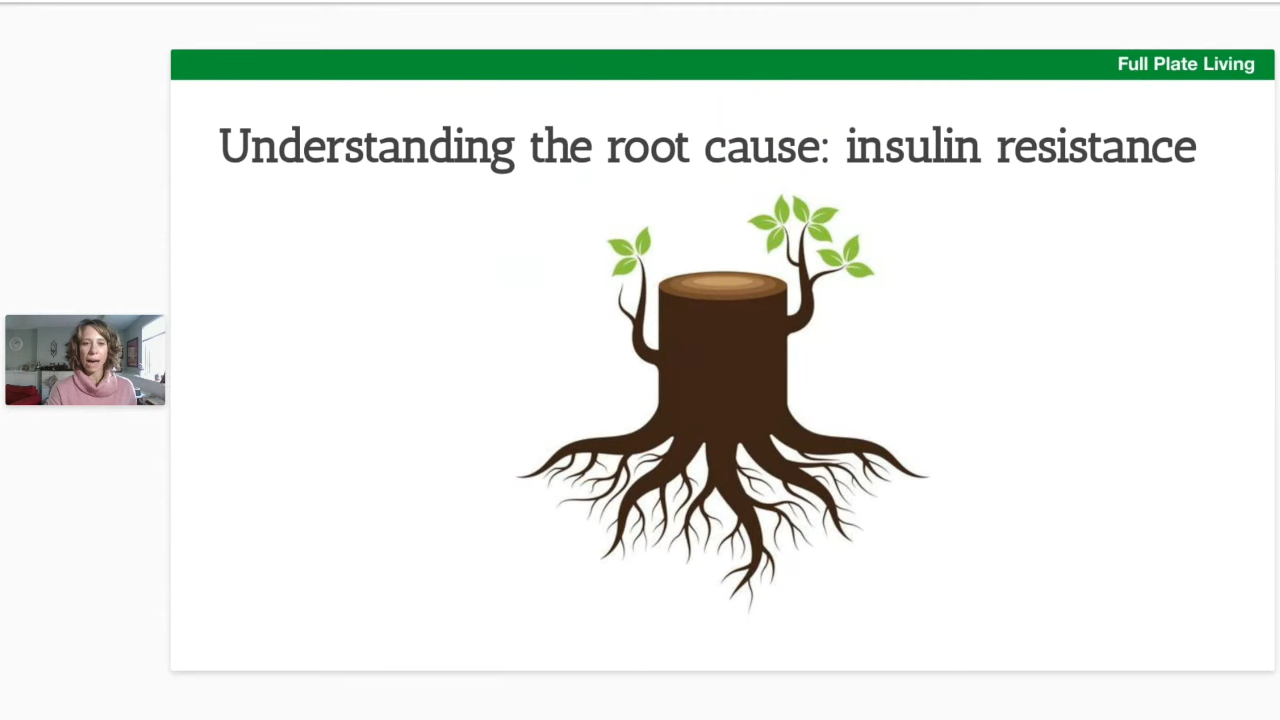 Full Plate Living
Understanding the root cause: insulin resistance